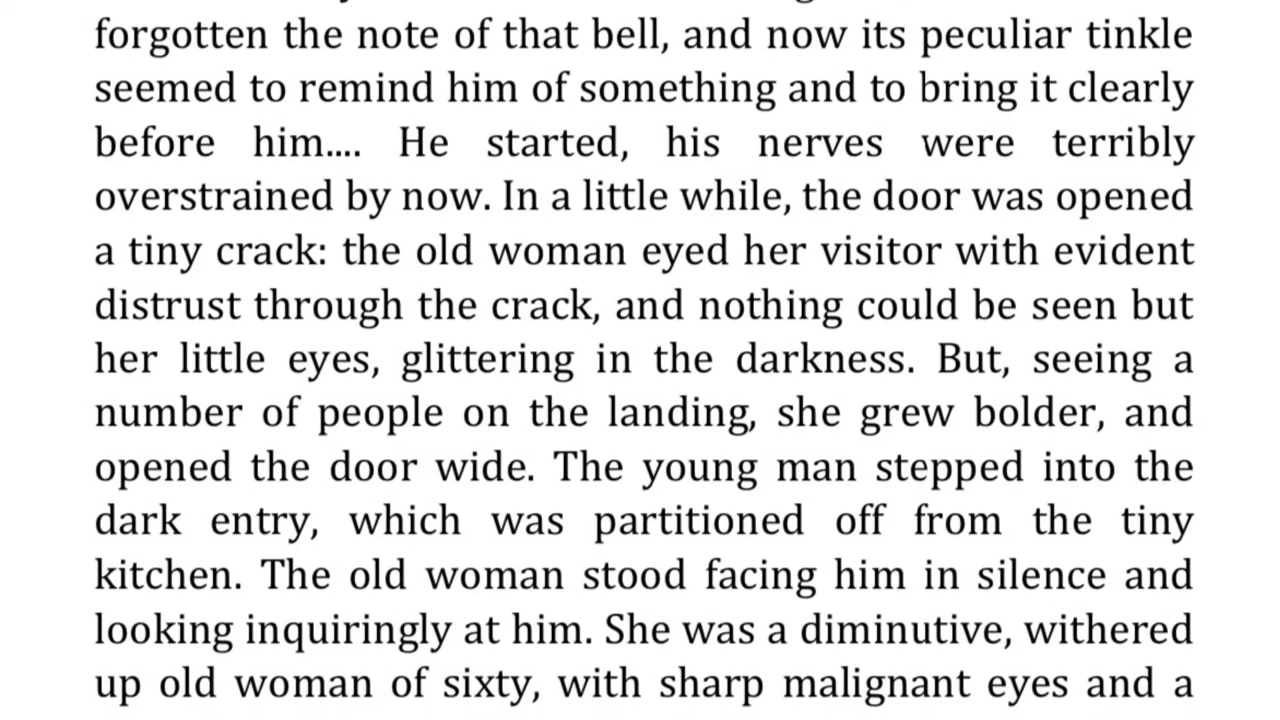 forgotten the note of that bell, and now its peculiar tinkle
seemed to remind him of something and to bring it clearly
before him.... He started, his nerves were terribly
overstrained by now. In a little while, the door was opened
a tiny crack: the old woman eyed her visitor with evident
distrust through the crack, and nothing could be seen but
her little eyes, glittering in the darkness. But, seeing a
number of people on the landing, she grew bolder, and
opened the door wide. The young man stepped into the
dark entry, which was partitioned off from the tiny
kitchen. The old woman stood facing him in silence and
looking inquiringly at him. She was a diminutive, withered
up old woman of sixty, with sharp malignant eyes and a